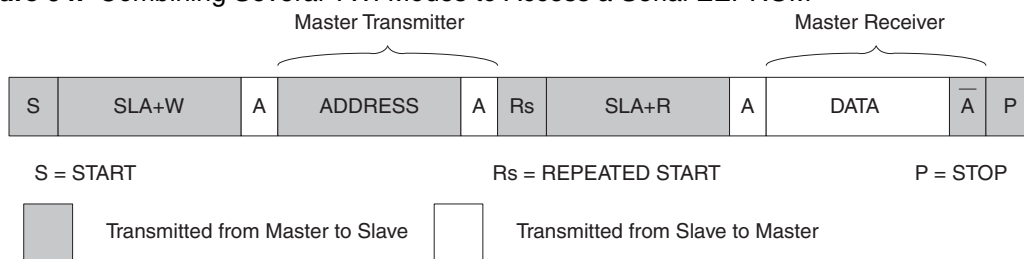 Combining Several TWI Modes to Access a Serial EEPROM
Master Transmitter Master Receiver
S SLA+W A ADDRESS A Rs SLA+R A DATA A P
S = START Rs = REPEATED START P = STOP
Transmitted from Master to Slave Transmitted from Slave to Master